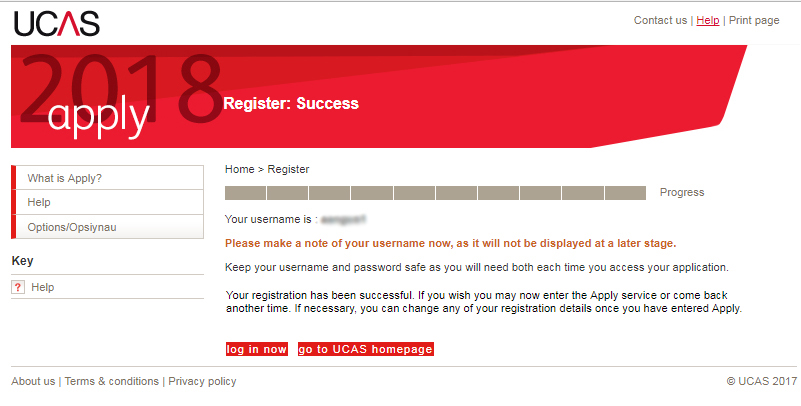 UCAS
Contact us | Help | Print page
2018
apply
Register: Success
What is Apply?
Help
Options/Opsiynau
Key
? Help
Home > Register
Progress
Your username is :
Please make a note of your username now, as it will not be displayed at a later stage.
Keep your username and password safe as you will need both each time you access your application.
Your registration has been successful. If you wish you may now enter the Apply service or come back
another time. If necessary, you can change any of your registration details once you have entered Apply.
log in now go to UCAS homepage
About us | Terms & conditions | Privacy policy
© UCAS 2017